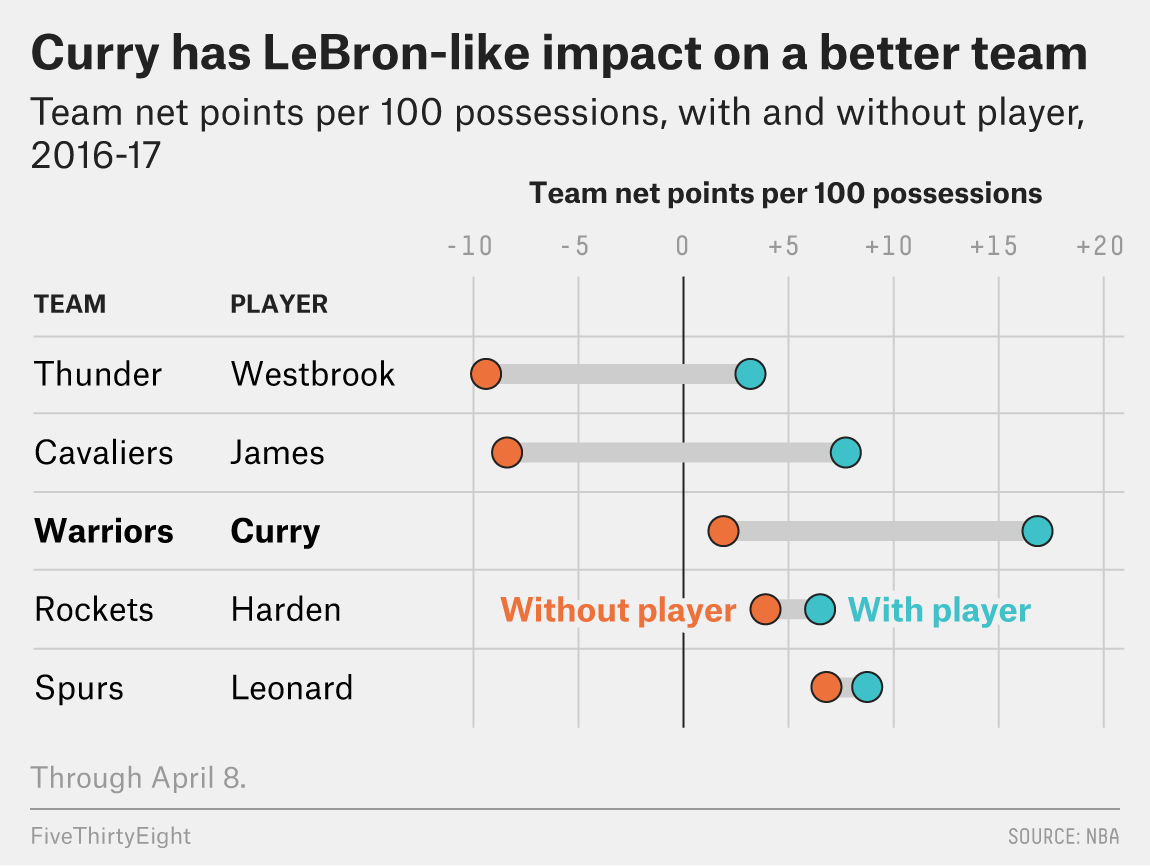 Curry has LeBron-like impact on a better team
Team net points per 100 possessions, with and without player,
2016-17
Team net points per 100 possessions
-10 -5 0 +5 +10 +15 +20
TEAM PLAYER
Thunder Westbrook
Cavaliers James
Warriors Curry
Rockets Harden Without player With player
Spurs Leonard
Through April 8.
FiveThirtyEight SOURCE: NBA